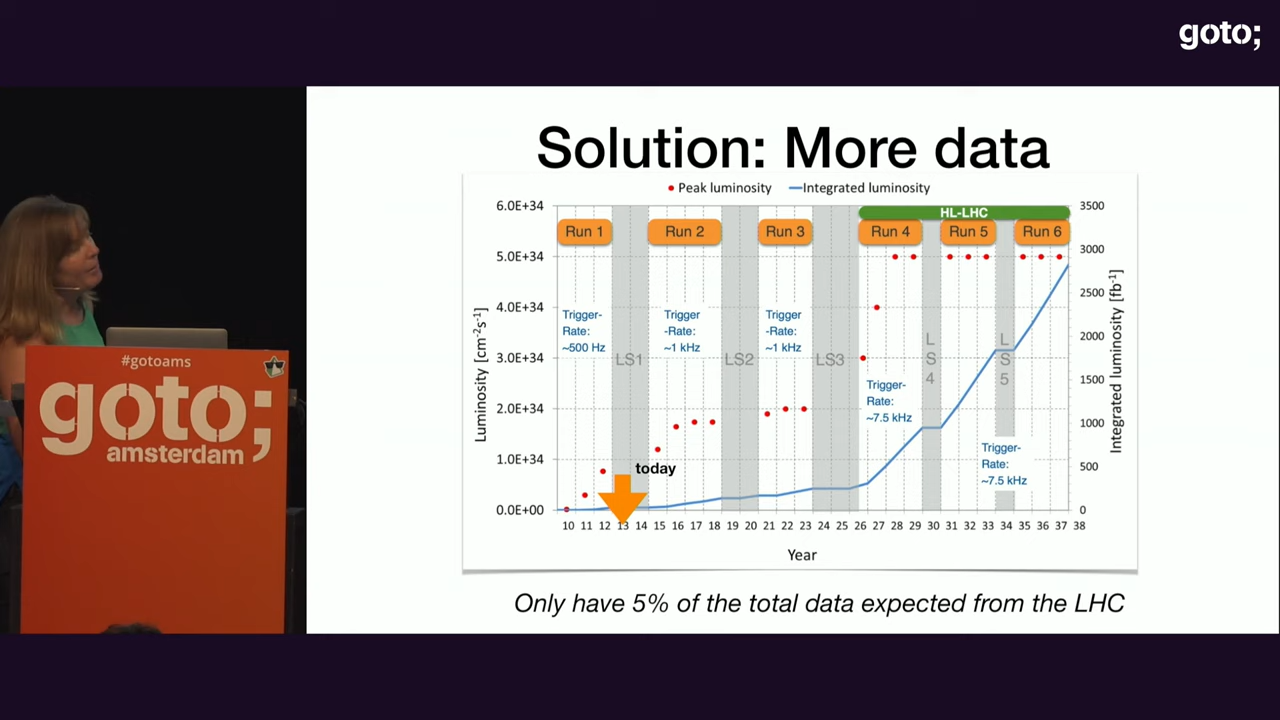 goto;
#gotoams
goto;
amsterdam
Solution: More data
Peak luminosity
Integrated luminosity
6.0E+34
5.0E+34
4.0E+34
3.0E+34
2.0E+34
1.0E+34
0.0E+00
Luminosity [cm⁻²s⁻¹]
HL-LHC
Run 1
Run 2
Run 3
Run 4
Run 5
Run 6
Trigger-
Rate:
~500 Hz
Trigger
-Rate:
~1 kHz
Trigger
-Rate:
~1 kHz
Trigger-
Rate:
~7.5 kHz
Trigger-
Rate:
~7.5 kHz
LS1
LS2
LS3
L
S
4
L
S
5
today
3500
3000
2500
2000
1500
1000
500
0
Integrated luminosity [fb⁻¹]
10 11 12 13 14 15 16 17 18 19 20 21 22 23 24 25 26 27 28 29 30 31 32 33 34 35 36 37 38
Year
Only have 5% of the total data expected from the LHC